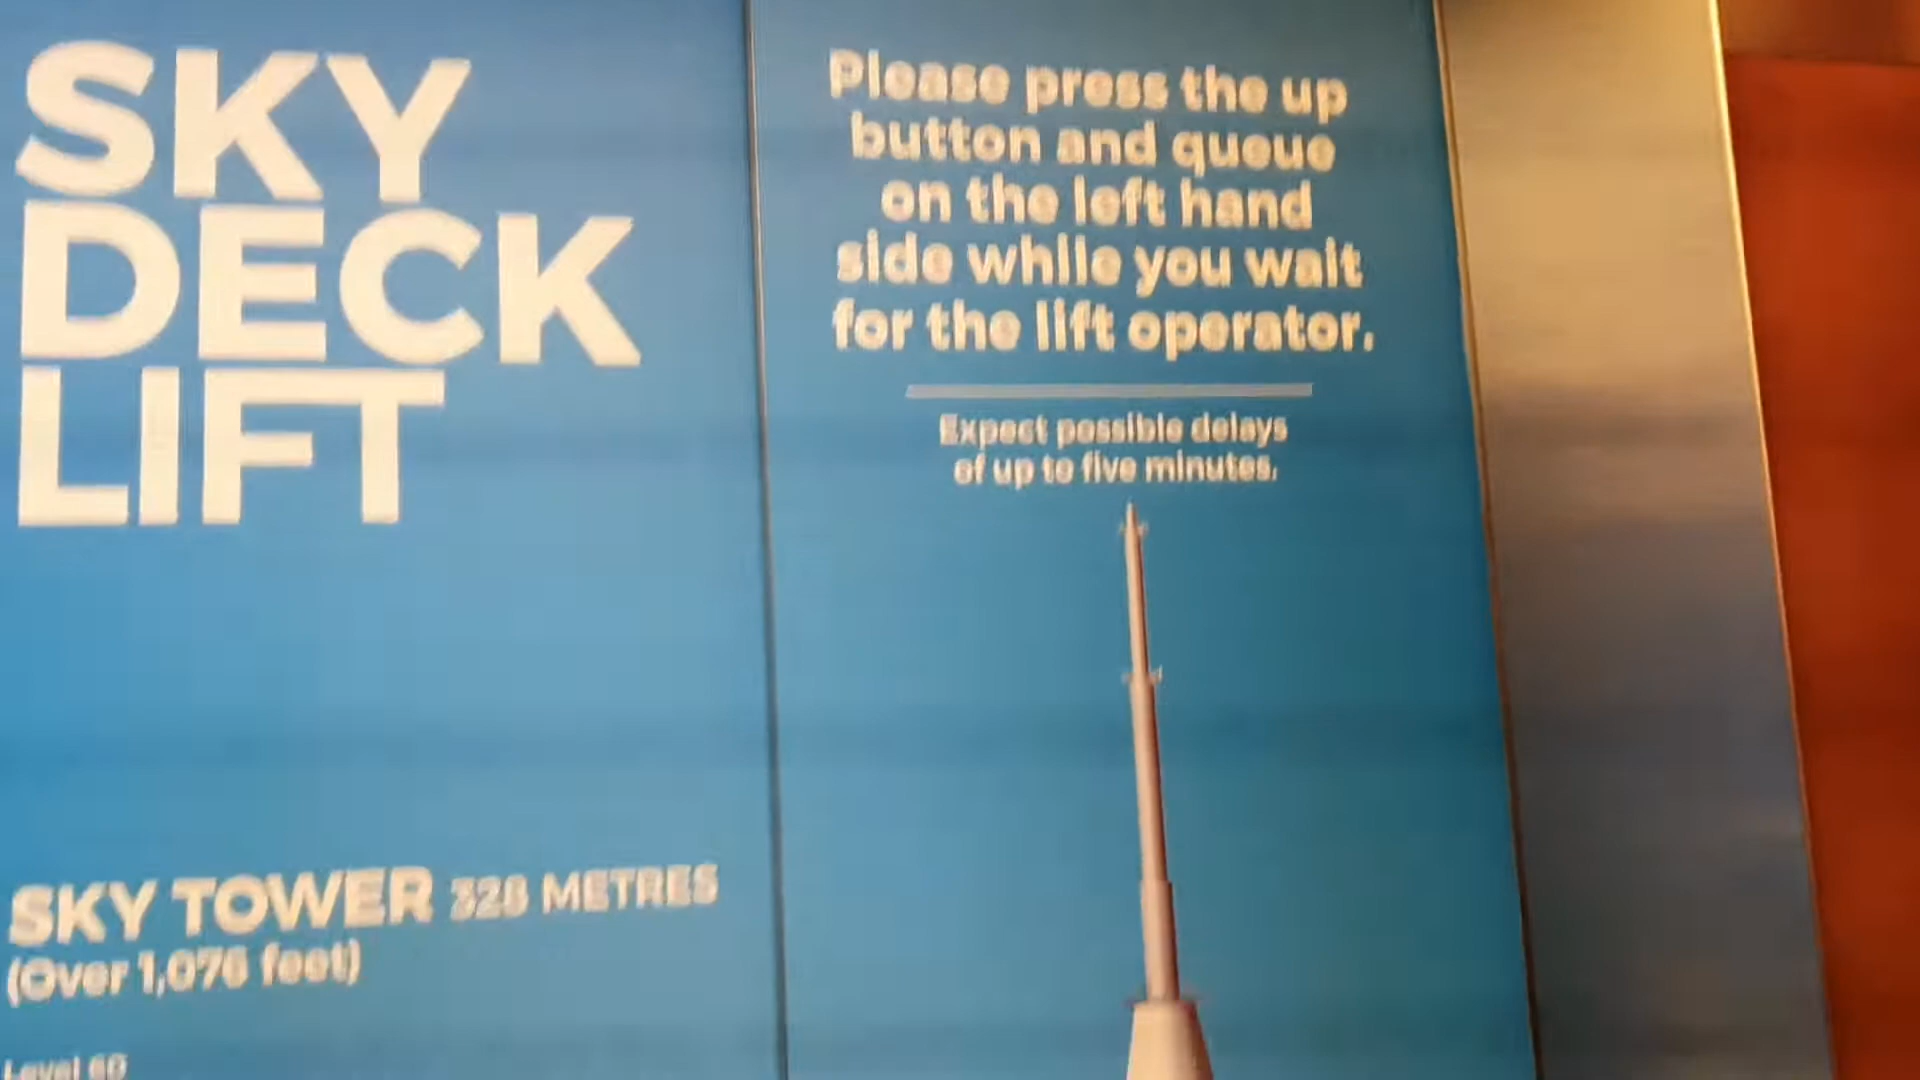 SKY
DECK
LIFT
SKY TOWER 328 METRES
(Over 1,076 feet)
Level 60
Please press the up
button and queue
on the left hand
side while you wait
for the lift operator.
Expect possible delays
of up to five minutes.